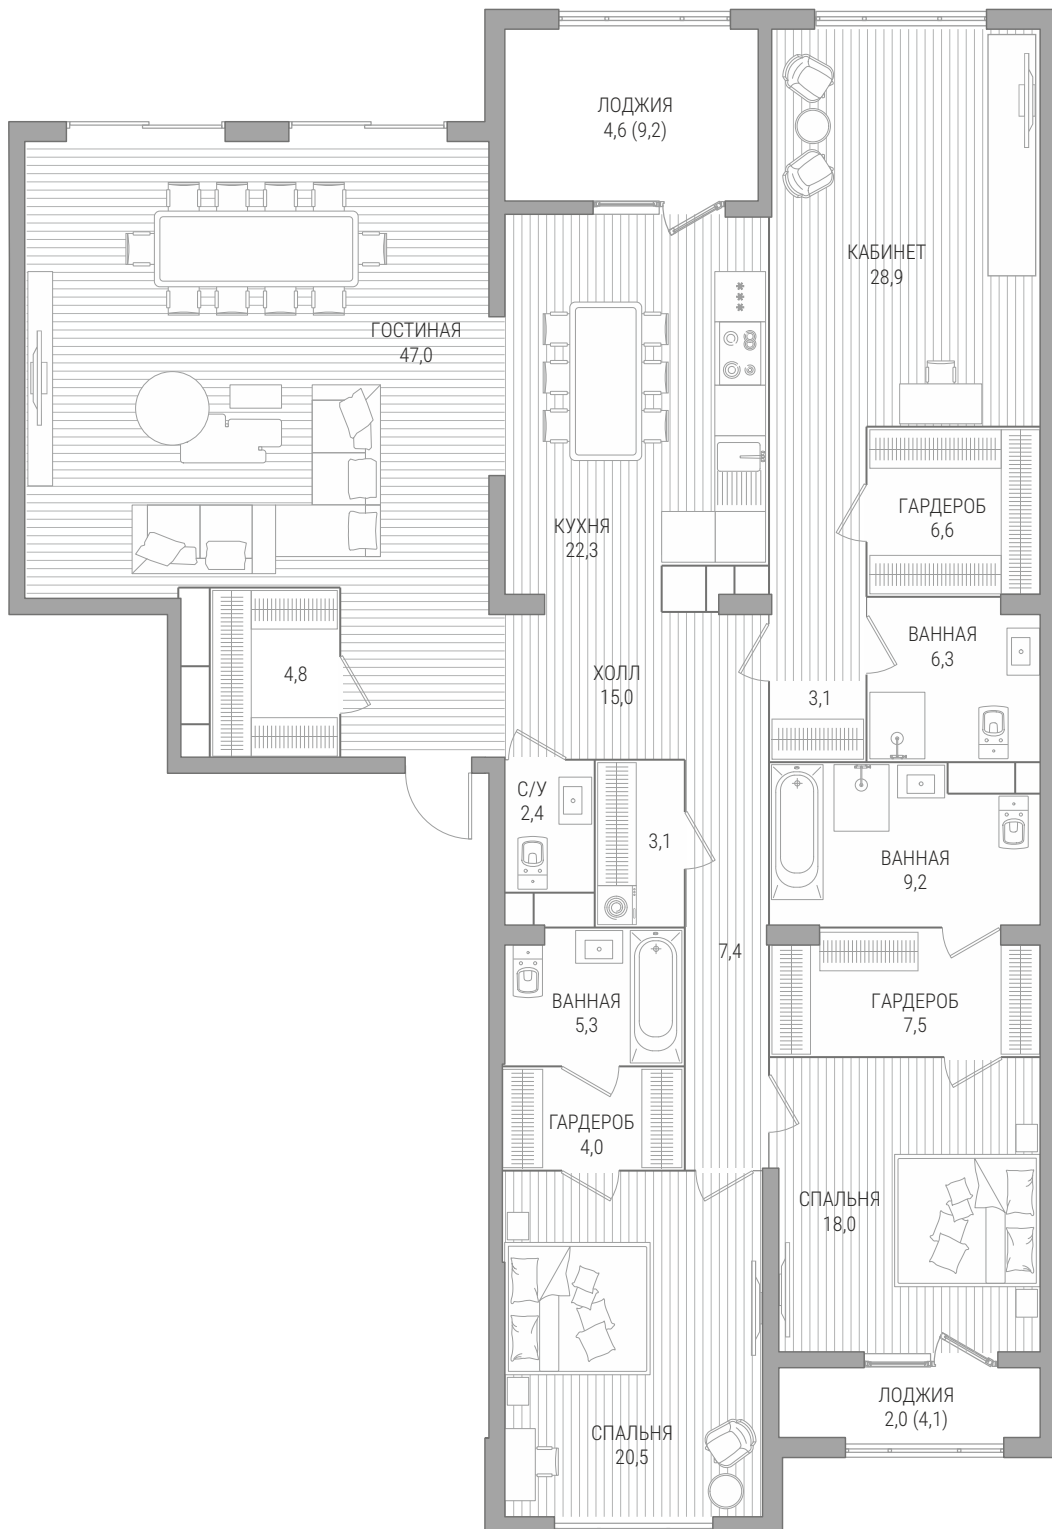 ЛОДЖИЯ
4,6 (9,2)
КАБИНЕТ
28,9
ГОСТИНАЯ
47,0
ГАРДЕРОБ
6,6
КУХНЯ
22,3
ВАННАЯ
6,3
4,8
ХОЛЛ
15,0
3,1
С/У
2,4
3,1
ВАННАЯ
9,2
7,4
ВАННАЯ
5,3
ГАРДЕРОБ
7,5
ГАРДЕРОБ
4,0
СПАЛЬНЯ
18,0
ЛОДЖИЯ
2,0 (4,1)
СПАЛЬНЯ
20,5